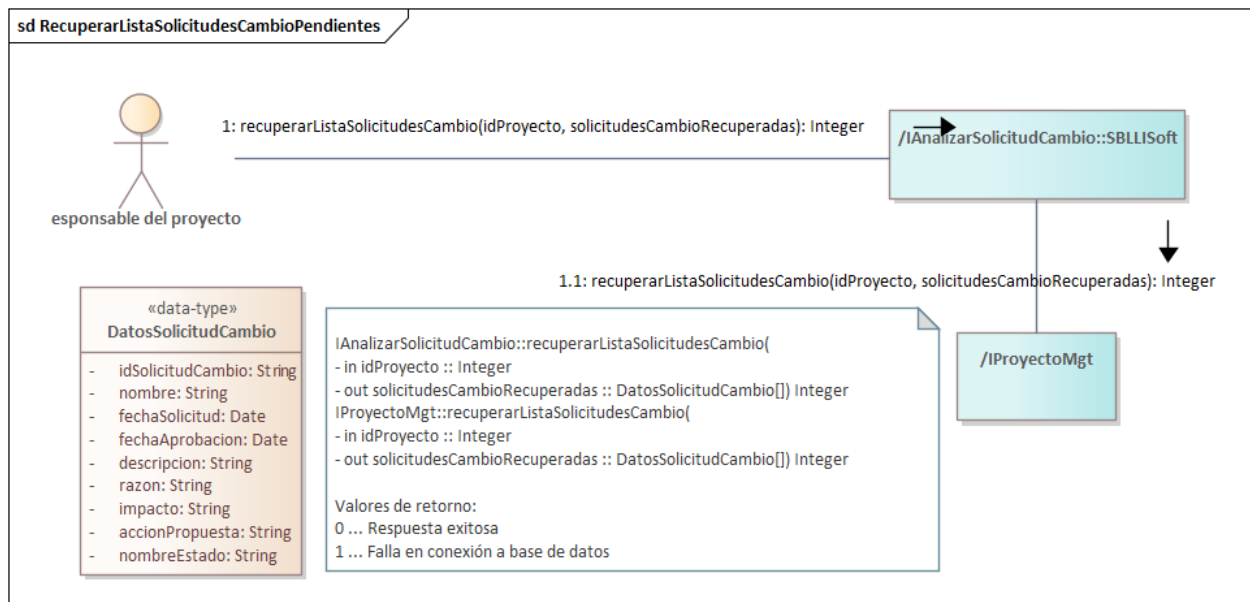 sd RecuperarListaSolicitudesCambioPendientes
1: recuperarListaSolicitudesCambio(idProyecto, solicitudesCambioRecuperadas): Integer
/IAnalizarSolicitudCambio::SBLLISoft
esponsable del proyecto
1.1: recuperarListaSolicitudesCambio(idProyecto, solicitudesCambioRecuperadas): Integer
«data-type»
DatosSolicitudCambio
- idSolicitudCambio: String
- nombre: String
- fechaSolicitud: Date
- fechaAprobacion: Date
- descripcion: String
- razon: String
- impacto: String
- accionPropuesta: String
- nombreEstado: String
IAnalizarSolicitudCambio::recuperarListaSolicitudesCambio(
- in idProyecto :: Integer
- out solicitudesCambioRecuperadas :: DatosSolicitudCambio[]) Integer
IProyectoMgt::recuperarListaSolicitudesCambio(
- in idProyecto :: Integer
- out solicitudesCambioRecuperadas :: DatosSolicitudCambio[]) Integer
Valores de retorno:
0 ... Respuesta exitosa
1 ... Falla en conexión a base de datos
/IProyectoMgt